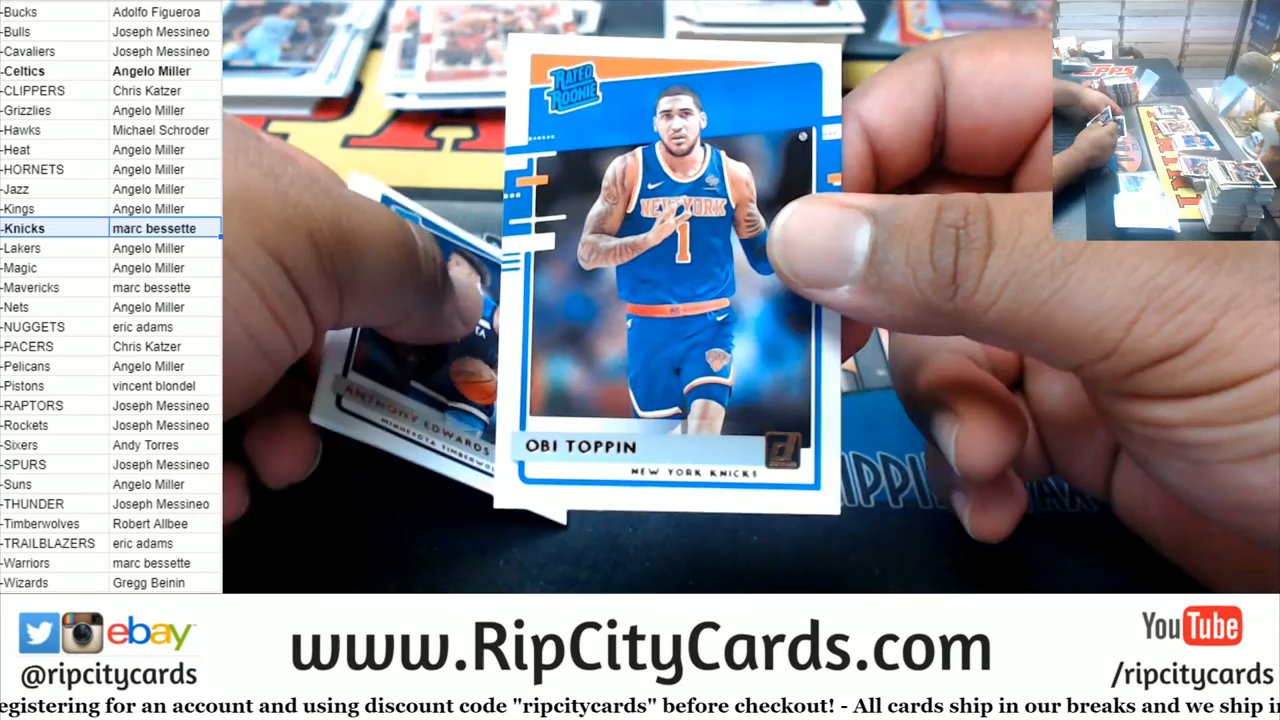 -Bucks Adolfo Figueroa
-Bulls Joseph Messineo
-Cavaliers Joseph Messineo
-Celtics Angelo Miller
-CLIPPERS Chris Katzer
-Grizzlies Angelo Miller
-Hawks Michael Schroder
-Heat Angelo Miller
-HORNETS Angelo Miller
-Jazz Angelo Miller
-Kings Angelo Miller
-Knicks marc bessette
-Lakers Angelo Miller
-Magic Angelo Miller
-Mavericks marc bessette
-Nets Angelo Miller
-NUGGETS eric adams
-PACERS Chris Katzer
-Pelicans Angelo Miller
-Pistons vincent blondel
-RAPTORS Joseph Messineo
-Rockets Joseph Messineo
-Sixers Andy Torres
-SPURS Joseph Messineo
-Suns Angelo Miller
-THUNDER Joseph Messineo
-Timberwolves Robert Allbee
-TRAILBLAZERS eric adams
-Warriors marc bessette
-Wizards Gregg Beinin
RATED
ROOKIE
NEW YORK
1
OBI TOPPIN
NEW YORK KNICKS
ANTHONY EDWARDS
MINNESOTA
ebay
@ripcitycards
www.RipCityCards.com
YouTube
/ripcitycards
egistering for an account and using discount code "ripcitycards" before checkout! - All cards ship in our breaks and we ship i